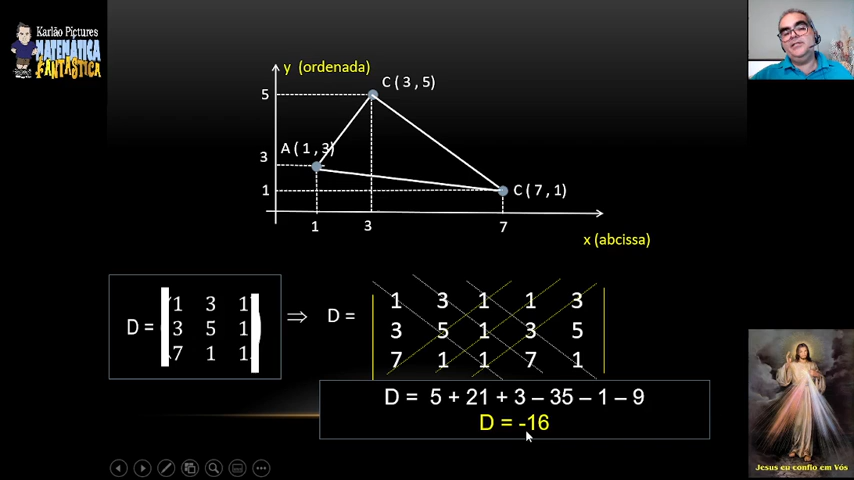 Karlão Pictures
MATEMÁTICA
FANTÁSTICA
y (ordenada)
C ( 3 , 5)
5
A ( 1 , 3)
3
1
C ( 7 , 1)
1 3 7
x (abcissa)
D = 1 3 1
3 5 1
7 1 1
⇒ D =
1 3 1 1 3
3 5 1 3 5
7 1 1 7 1
D = 5 + 21 + 3 – 35 – 1 – 9
D = -16
Jesus eu confio em Vós